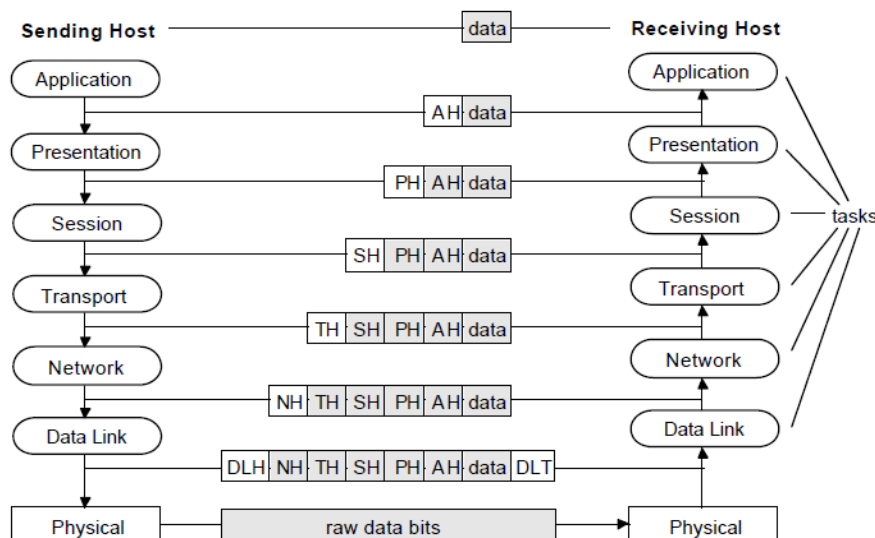 Sending Host data Receiving Host
Application Application
AH data
Presentation Presentation
PH AH data
Session Session tasks
SH PH AH data
Transport Transport
TH SH PH AH data
Network Network
NH TH SH PH AH data
Data Link Data Link
DLH NH TH SH PH AH data DLT
Physical raw data bits Physical